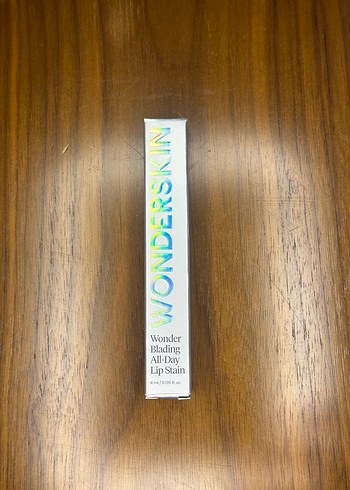 WONDERSKIN
Wonder
Blading
All-Day
Lip Stain